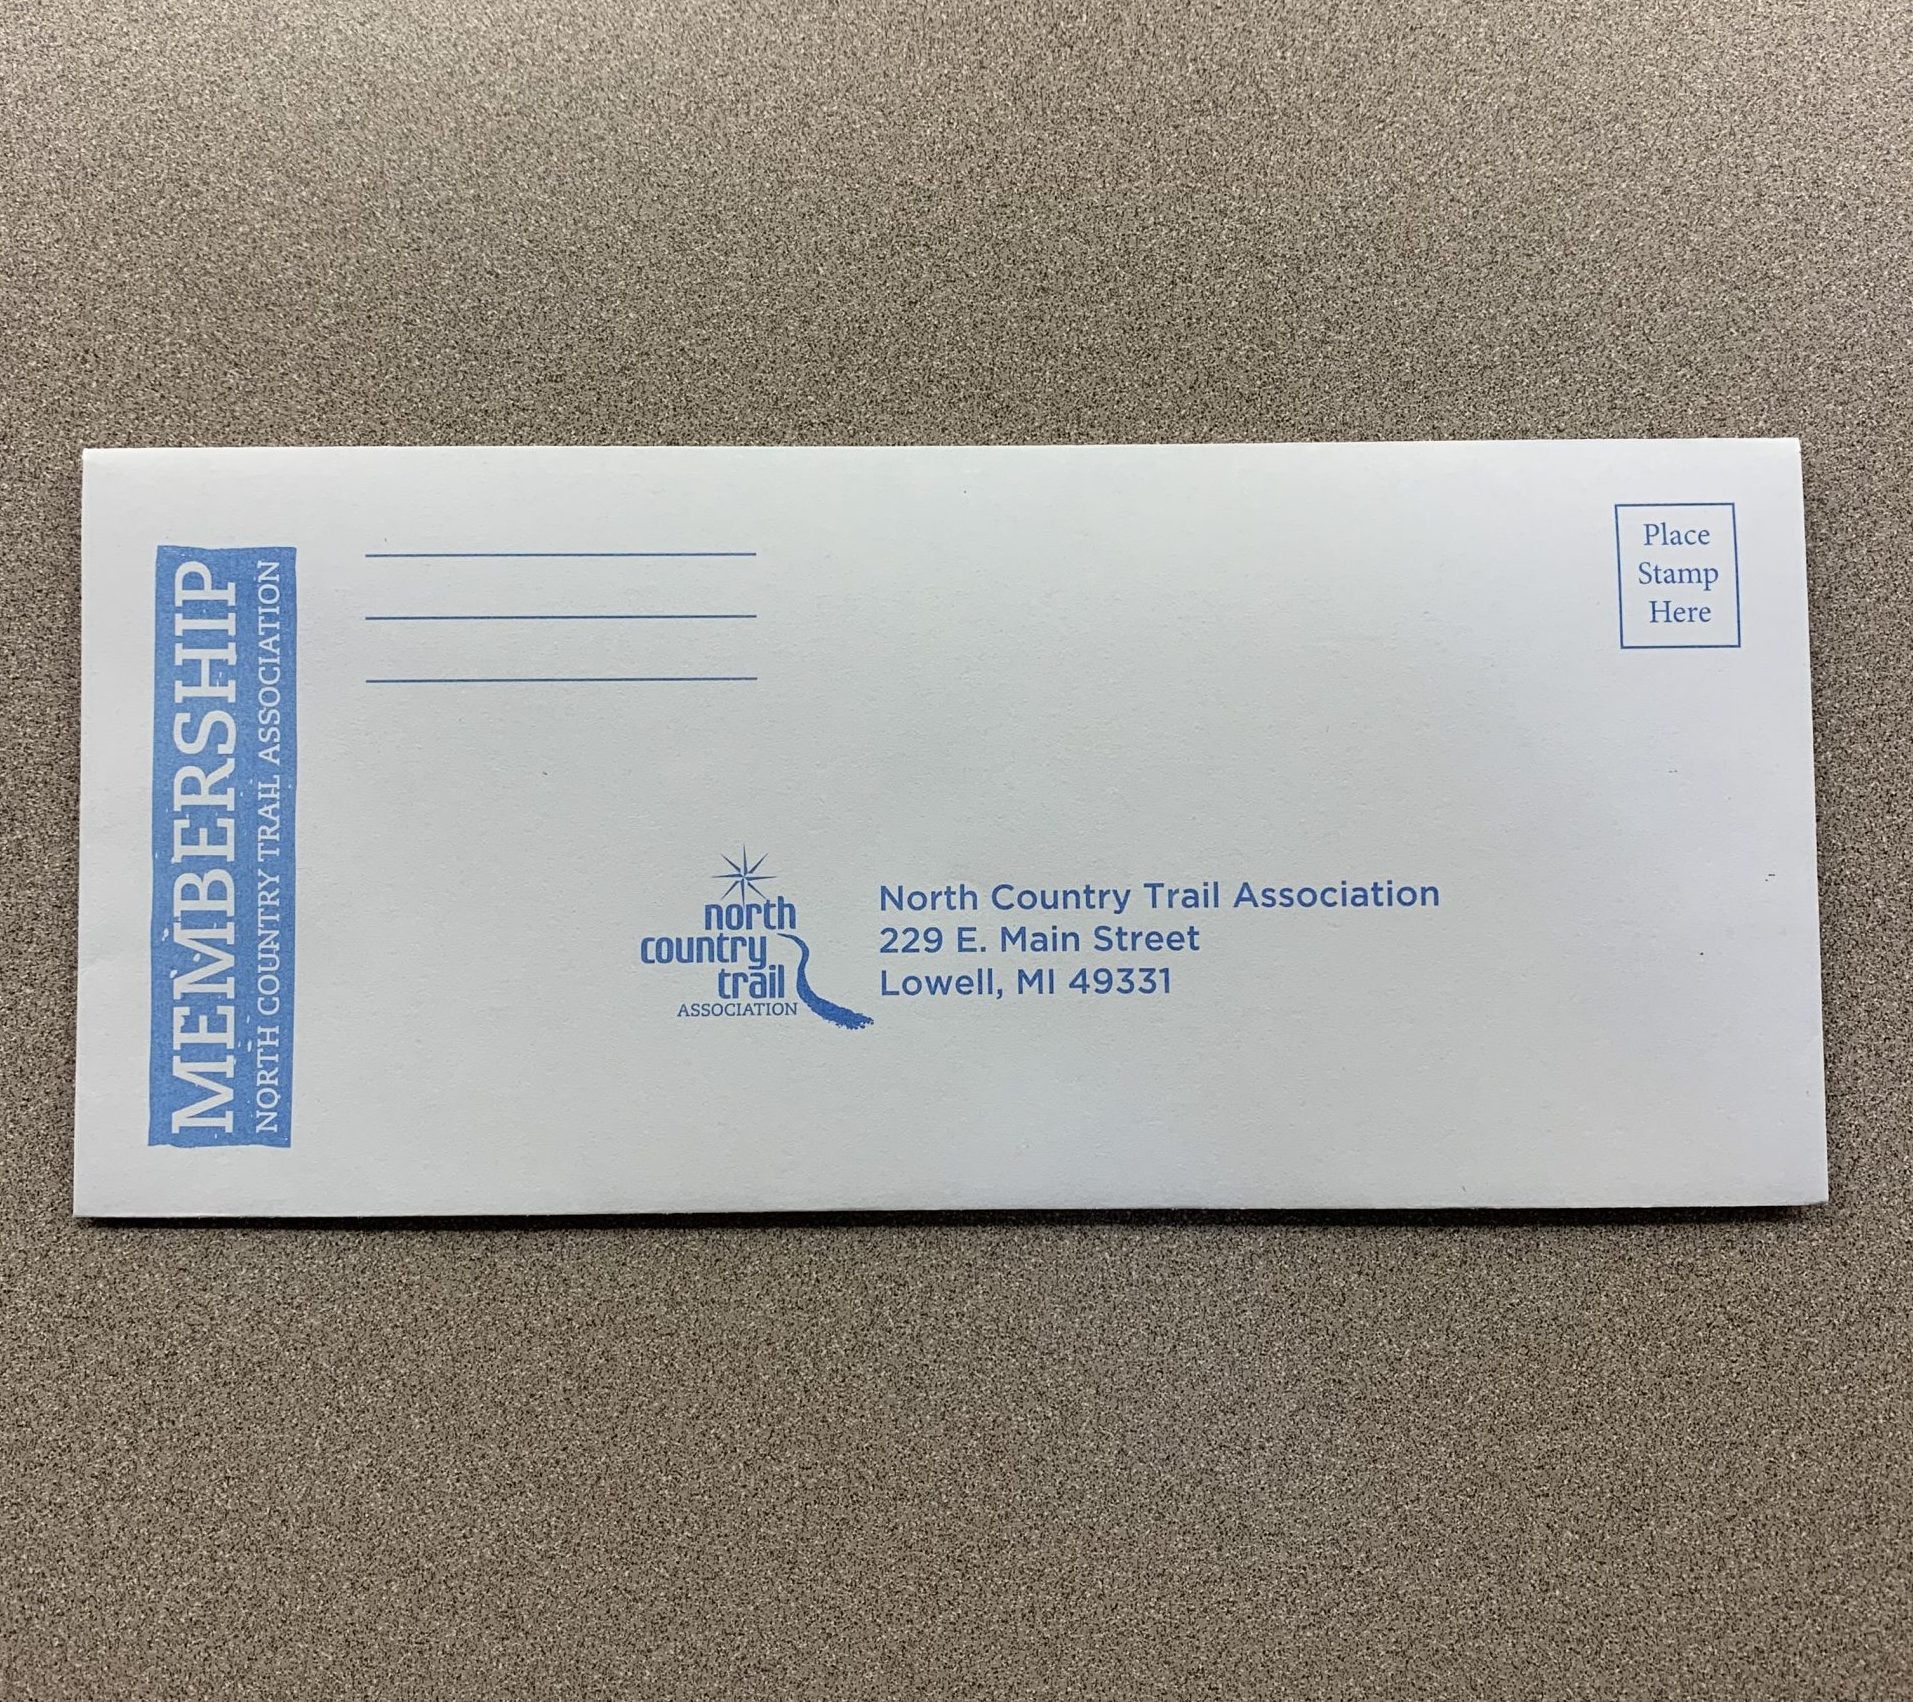 MEMBERSHIP
NORTH COUNTRY TRAIL ASSOCIATION
Place
Stamp
Here
north
country
trail
ASSOCIATION
North Country Trail Association
229 E. Main Street
Lowell, MI 49331